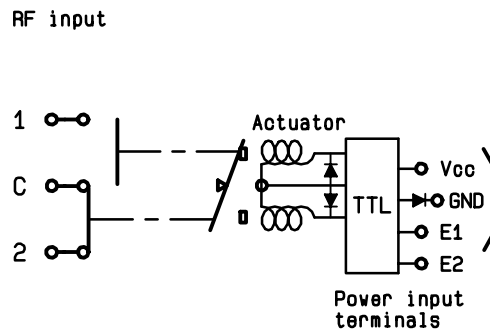 RF input
1
C
2
Actuator
TTL
Vcc
GND
E1
E2
Power input
terminals